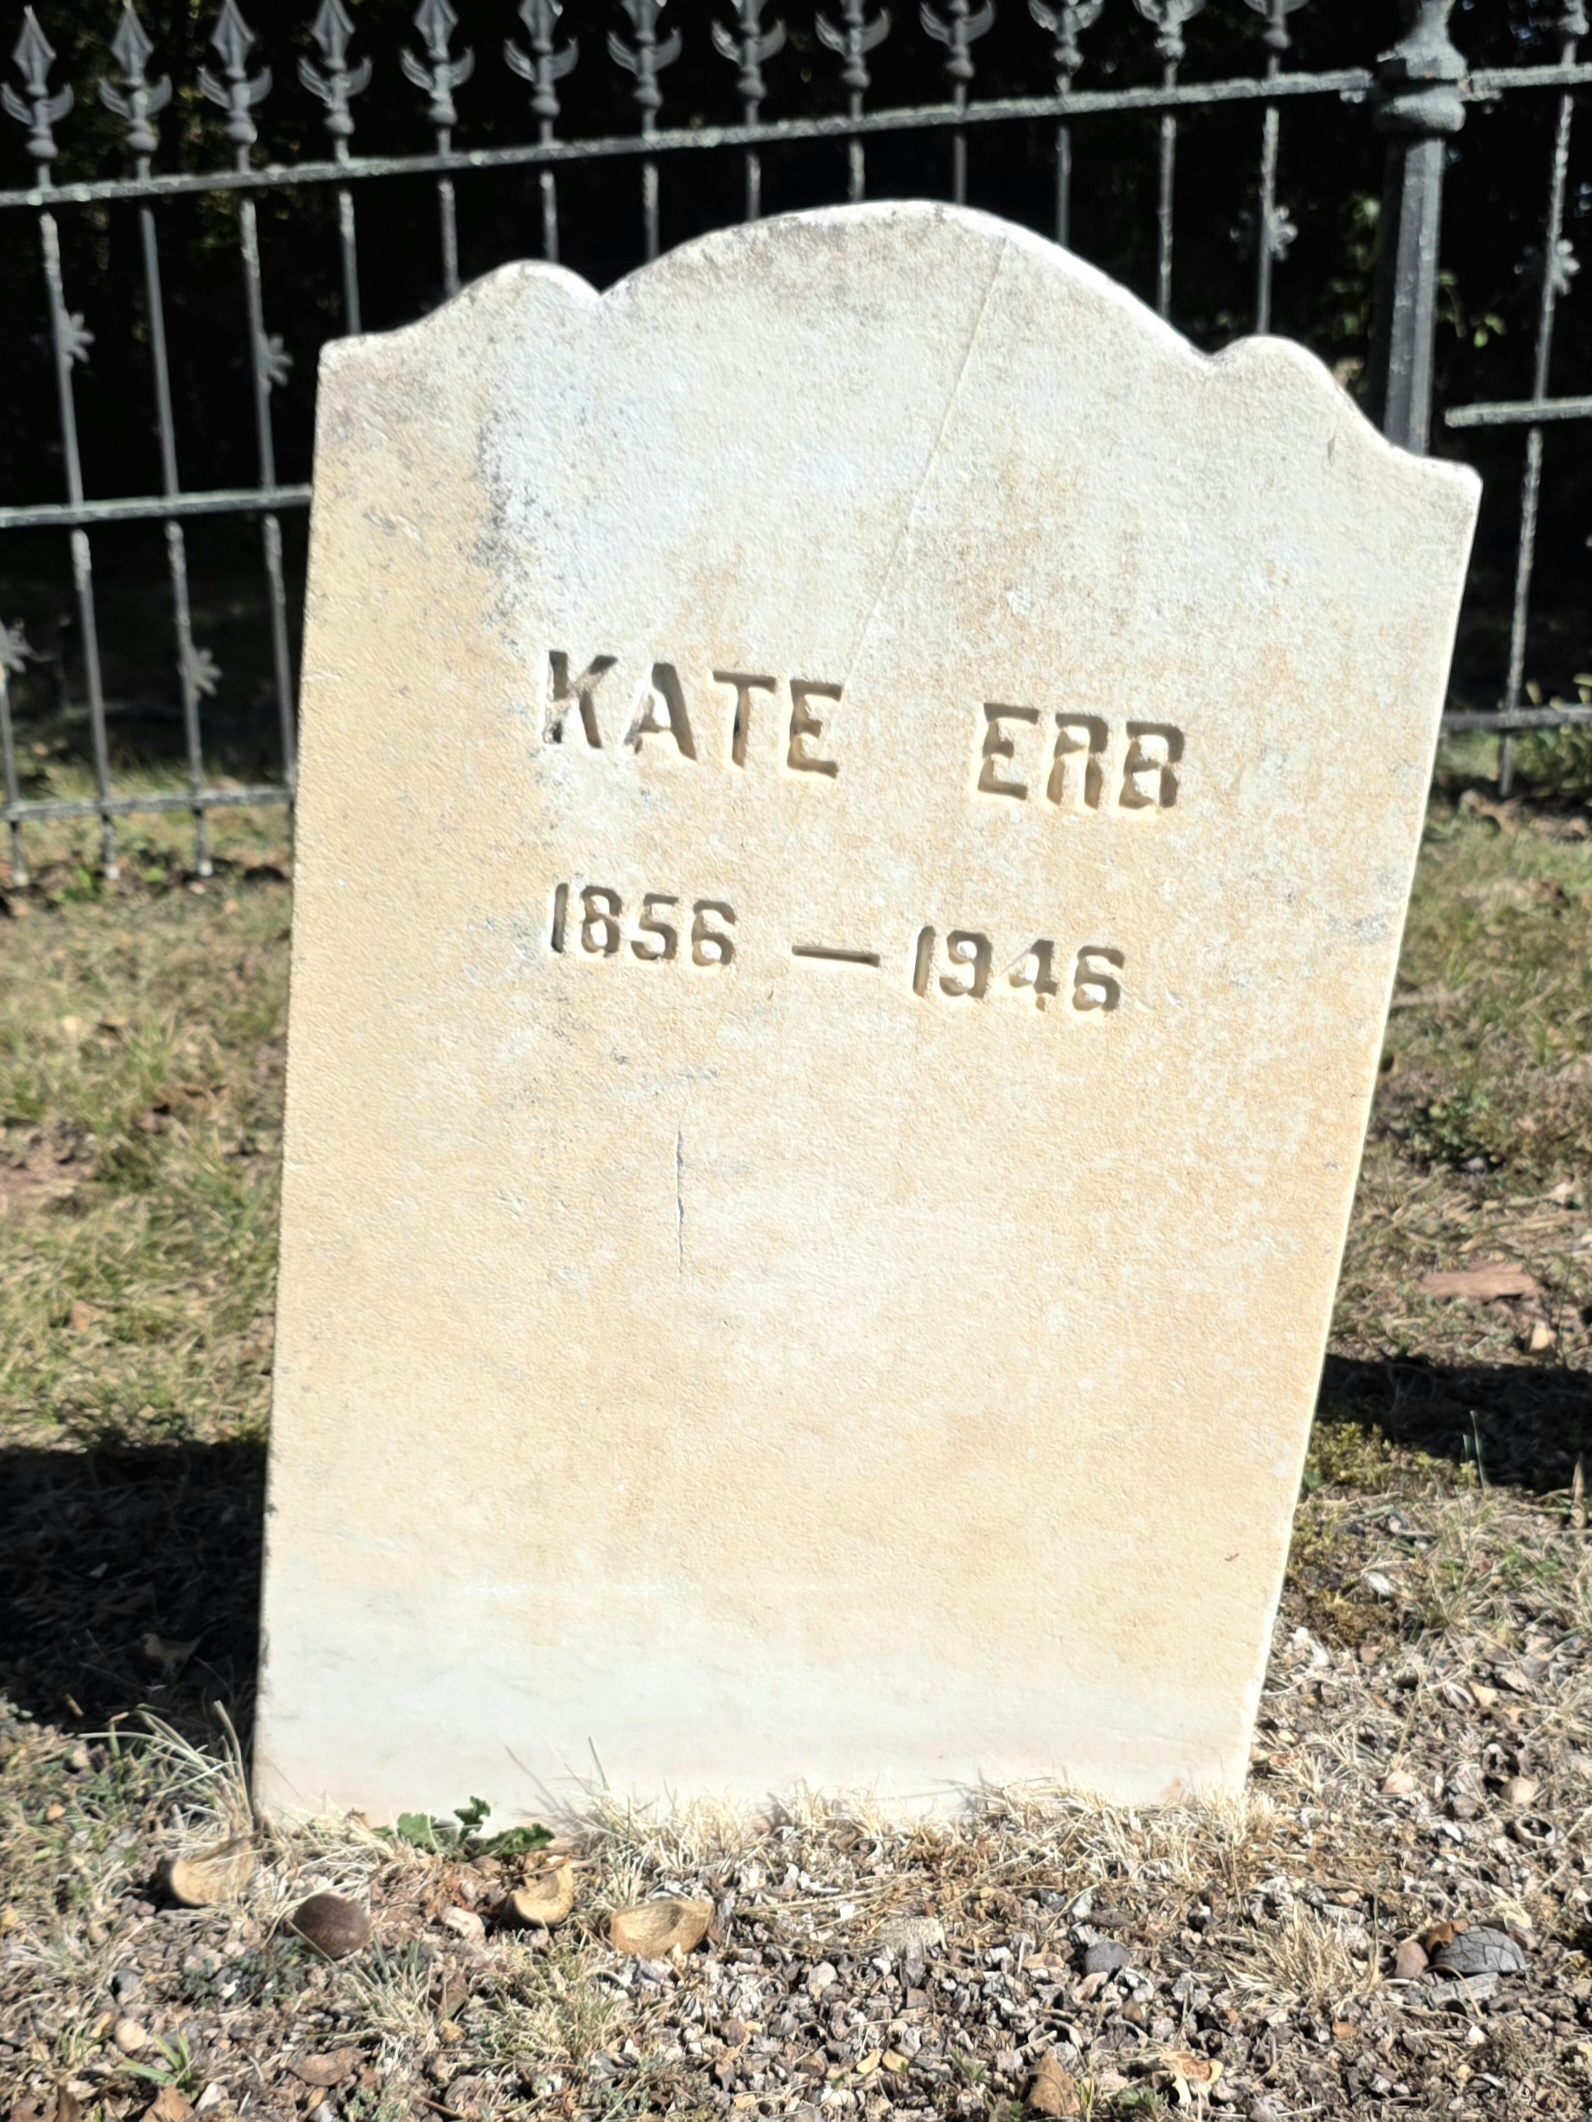 KATE ERB
1856 — 1946